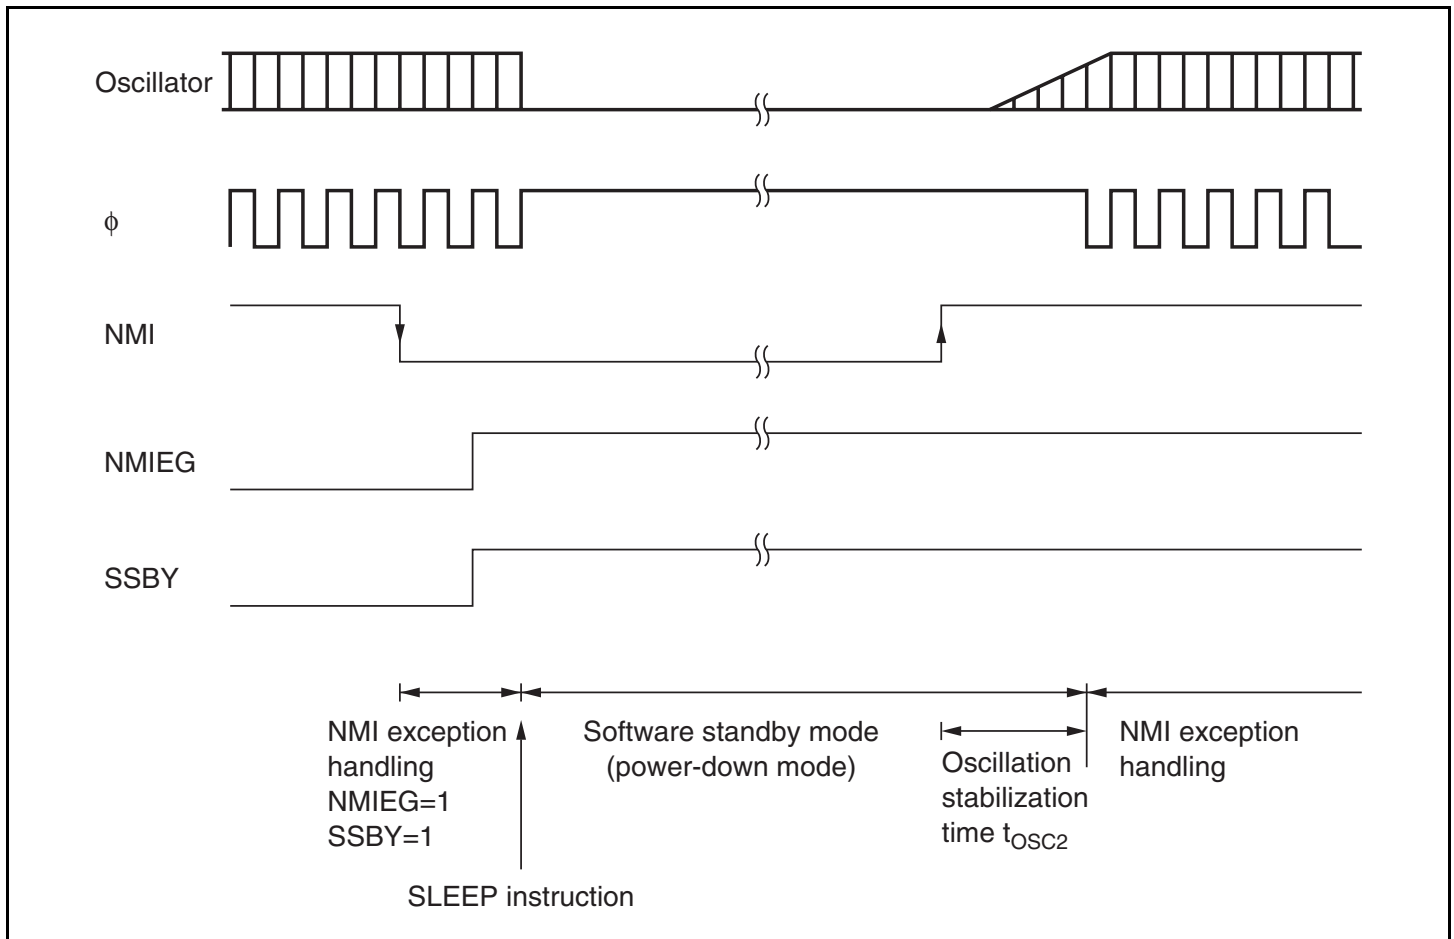 Oscillator
ϕ
NMI
NMIEG
SSBY
NMI exception
handling
NMIEG=1
SSBY=1
SLEEP instruction
Software standby mode
(power-down mode)
Oscillation
stabilization
time tOSC2
NMI exception
handling